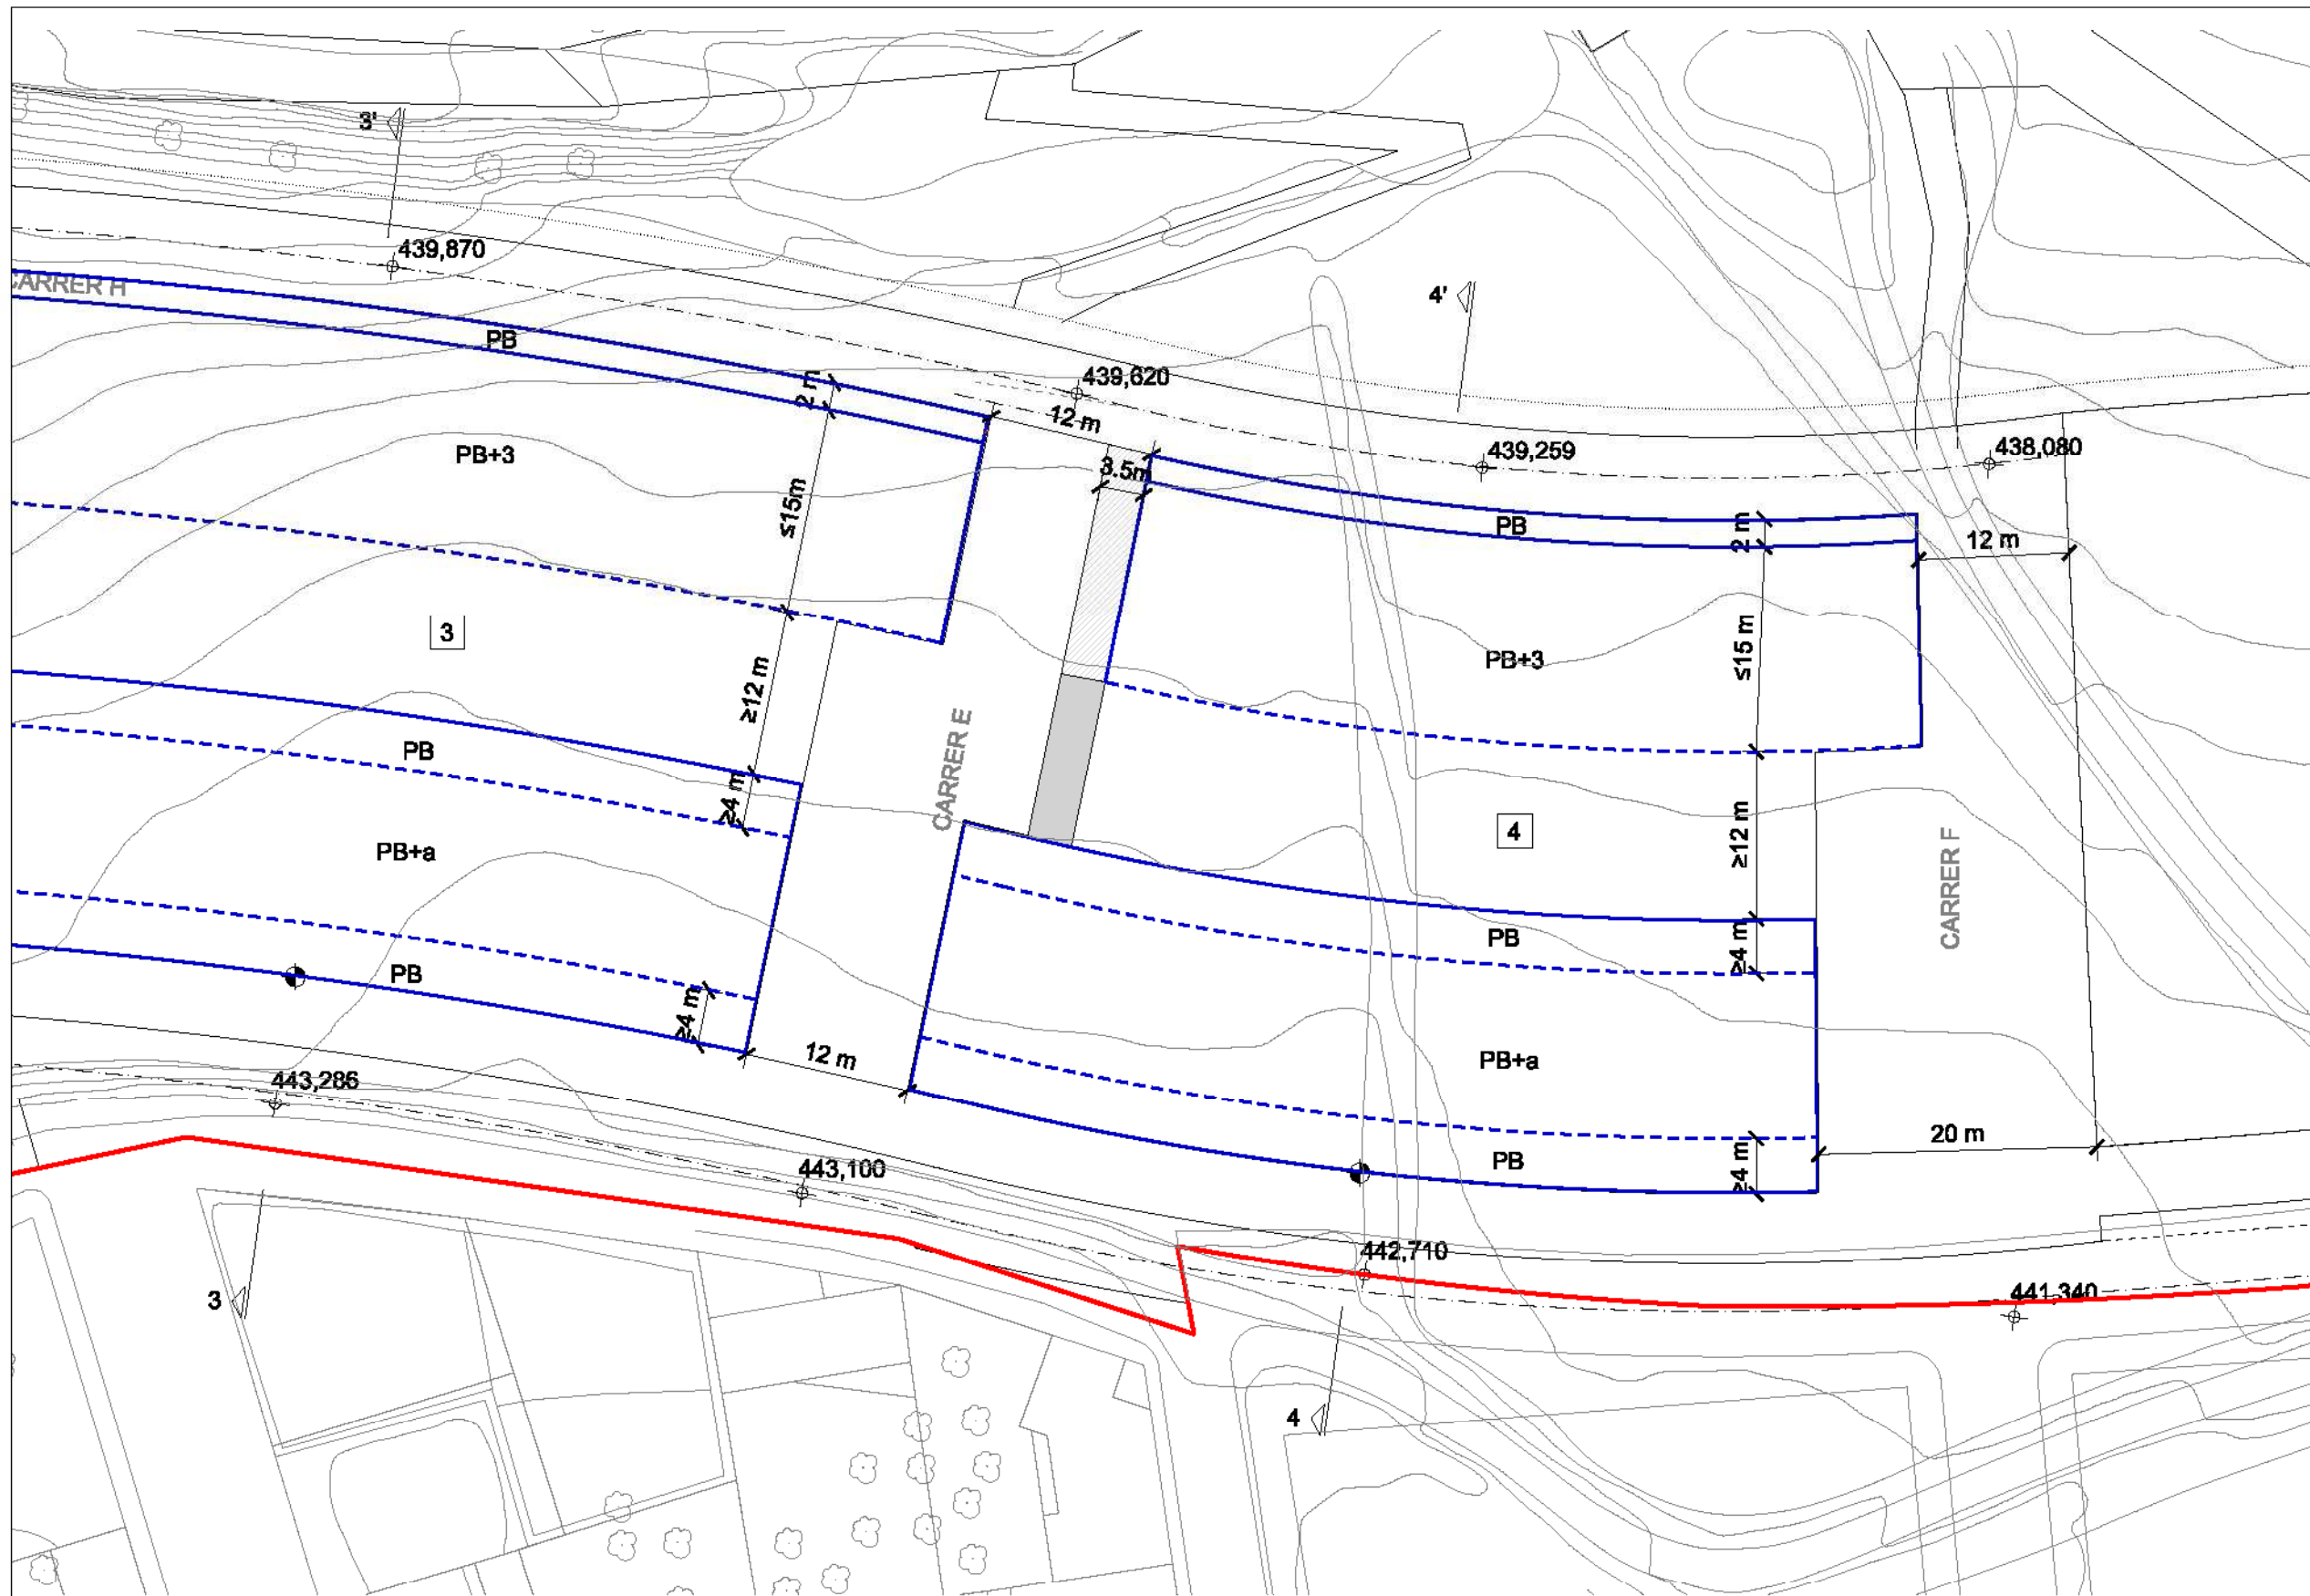 3'
439,870
CARRER H
4'
PB
2 m
439,620
12 m
439,259
438,080
PB+3
3.5m
PB
2 m
12 m
≤15m
3
≤15 m
PB+3
≥12 m
CARRER E
PB
≥4 m
4
≥12 m
CARRER F
PB+a
PB
≥4 m
PB
≥4 m
12 m
PB+a
443,286
20 m
PB
≥4 m
443,100
442,710
441,340
3
4